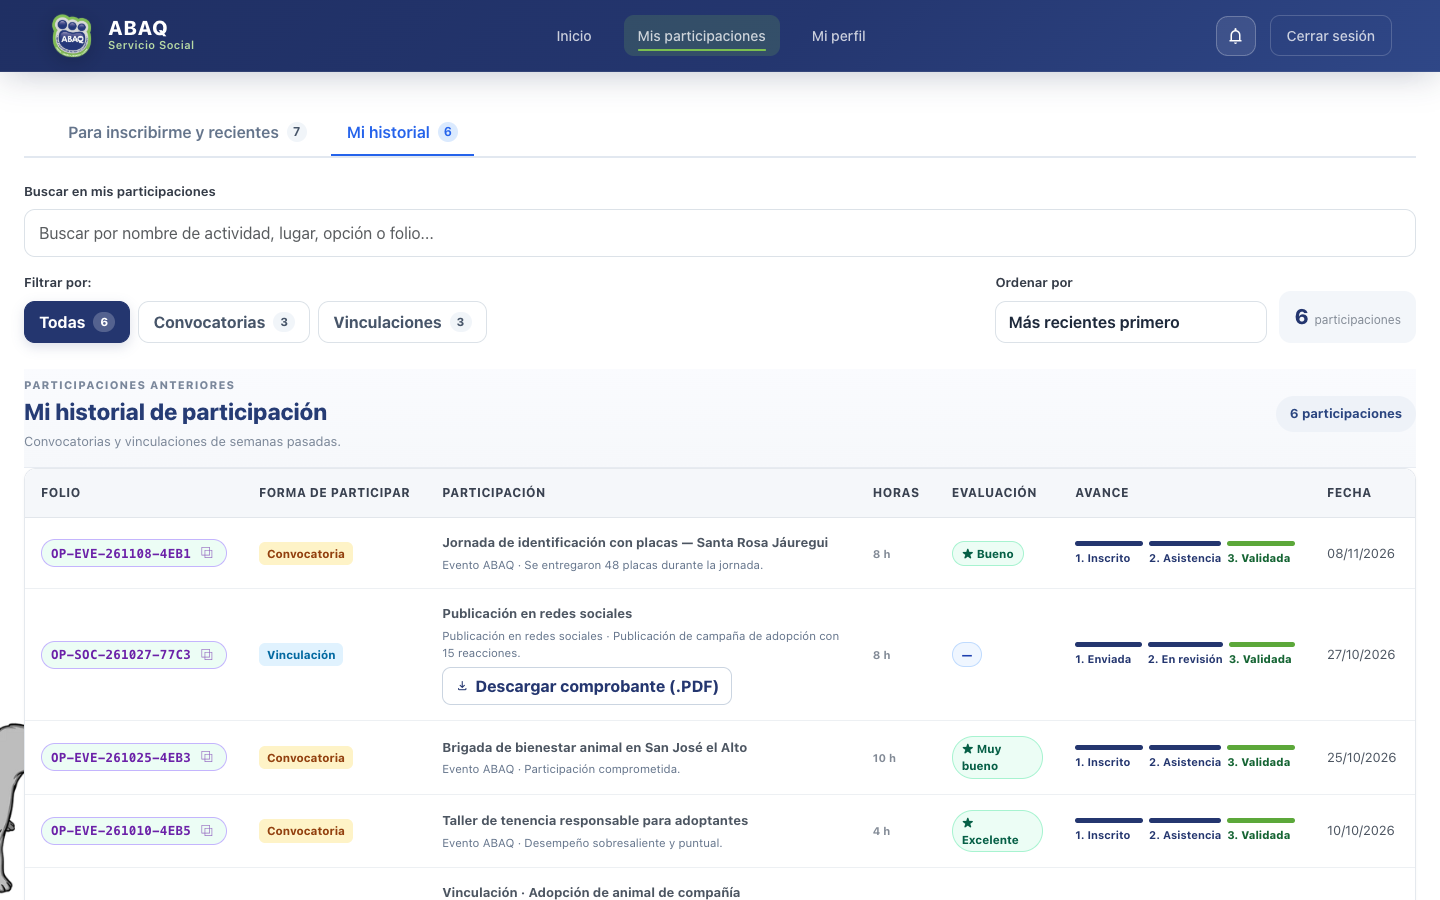 ABAQ
ABAQ
Servicio Social
Inicio
Mis participaciones
Mi perfil
Cerrar sesión
Para inscribirme y recientes 7
Mi historial 6
Buscar en mis participaciones
Buscar por nombre de actividad, lugar, opción o folio...
Filtrar por:
Ordenar por
Todas 6
Convocatorias 3
Vinculaciones 3
Más recientes primero
6 participaciones
PARTICIPACIONES ANTERIORES
Mi historial de participación
6 participaciones
Convocatorias y vinculaciones de semanas pasadas.
FOLIO FORMA DE PARTICIPAR PARTICIPACIÓN HORAS EVALUACIÓN AVANCE FECHA
OP-EVE-261108-4EB1
Convocatoria
Jornada de identificación con placas — Santa Rosa Jáuregui
Evento ABAQ · Se entregaron 48 placas durante la jornada.
8 h
★ Bueno
1. Inscrito 2. Asistencia 3. Validada
08/11/2026
OP-SOC-261027-77C3
Vinculación
Publicación en redes sociales
Publicación en redes sociales · Publicación de campaña de adopción con
15 reacciones.
Descargar comprobante (.PDF)
8 h
—
1. Enviada 2. En revisión 3. Validada
27/10/2026
OP-EVE-261025-4EB3
Convocatoria
Brigada de bienestar animal en San José el Alto
Evento ABAQ · Participación comprometida.
10 h
★ Muy
bueno
1. Inscrito 2. Asistencia 3. Validada
25/10/2026
OP-EVE-261010-4EB5
Convocatoria
Taller de tenencia responsable para adoptantes
Evento ABAQ · Desempeño sobresaliente y puntual.
4 h
★
Excelente
1. Inscrito 2. Asistencia 3. Validada
10/10/2026
Vinculación · Adopción de animal de compañía